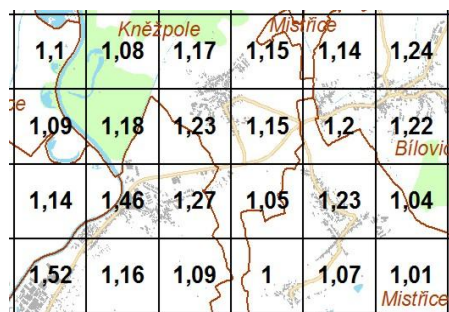 Kněžpole Mistřice
1,1 1,08 1,17 1,15 1,14 1,24
1,09 1,18 1,23 1,15 1,2 1,22
Bílovic
1,14 1,46 1,27 1,05 1,23 1,04
1,52 1,16 1,09 1 1,07 1,01
Mistřice